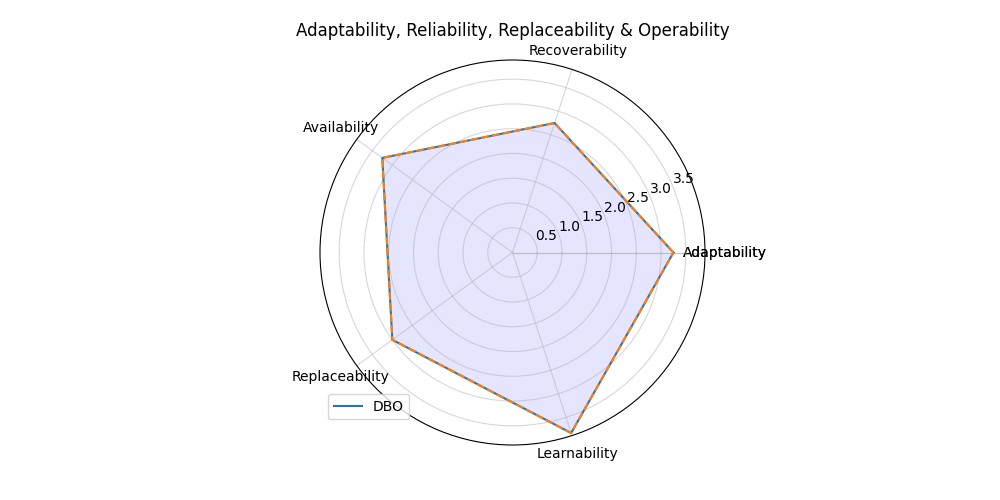 Adaptability, Reliability, Replaceability & Operability
Recoverability
Availability
3.5
3.0
2.5
2.0
1.5
1.0
0.5
Adaptability
Adaptability
Replaceability
DBO
Learnability